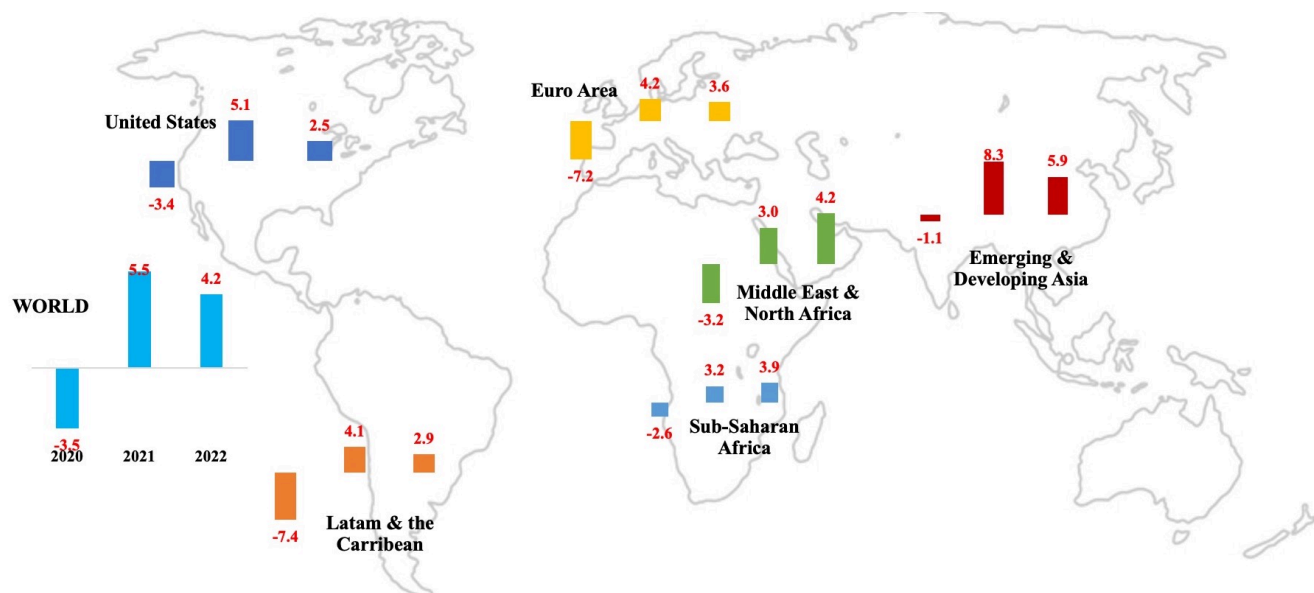 United States
-3.4
5.1
2.5
Euro Area
-7.2
4.2
3.6
-1.1
8.3
5.9
Emerging &
Developing Asia
-3.2
3.0
4.2
Middle East &
North Africa
WORLD
-3.5
5.5
4.2
2020
2021
2022
-2.6
3.2
3.9
Sub-Saharan
Africa
-7.4
4.1
2.9
Latam & the
Carribean